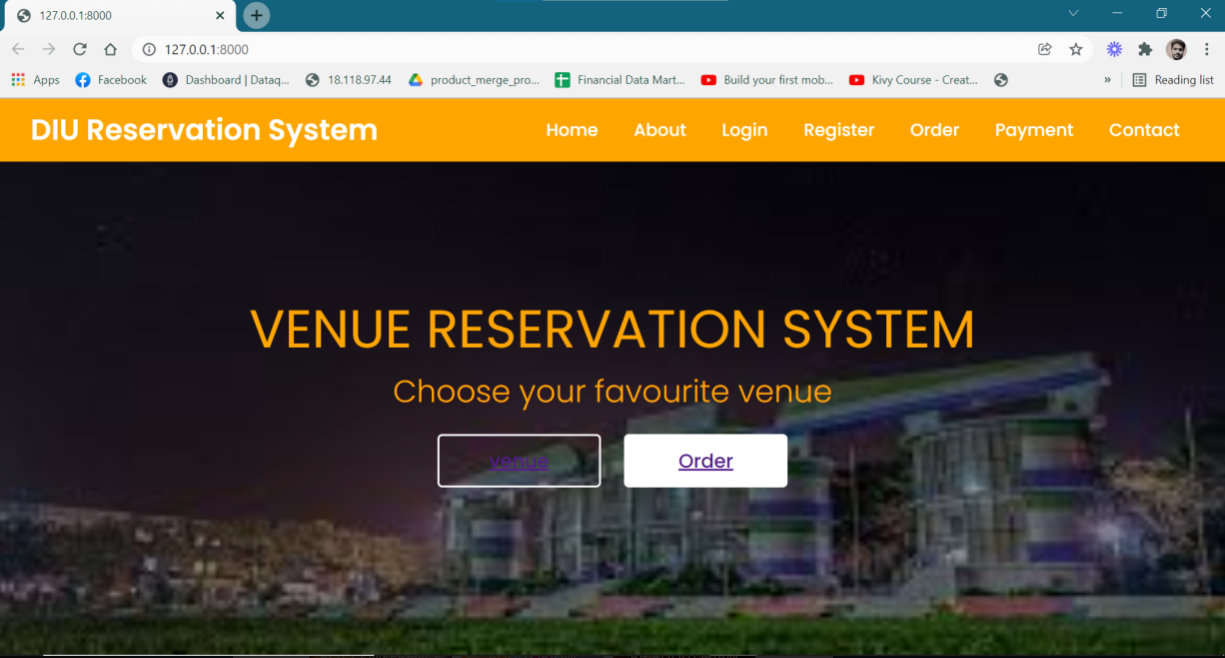 127.0.0.1:8000
127.0.0.1:8000
Apps Facebook Dashboard | Dataq... 18.118.97.44 product_merge_pro... Financial Data Mart... Build your first mob... Kivy Course - Creat... » Reading list
DIU Reservation System Home About Login Register Order Payment Contact
VENUE RESERVATION SYSTEM
Choose your favourite venue
venue Order